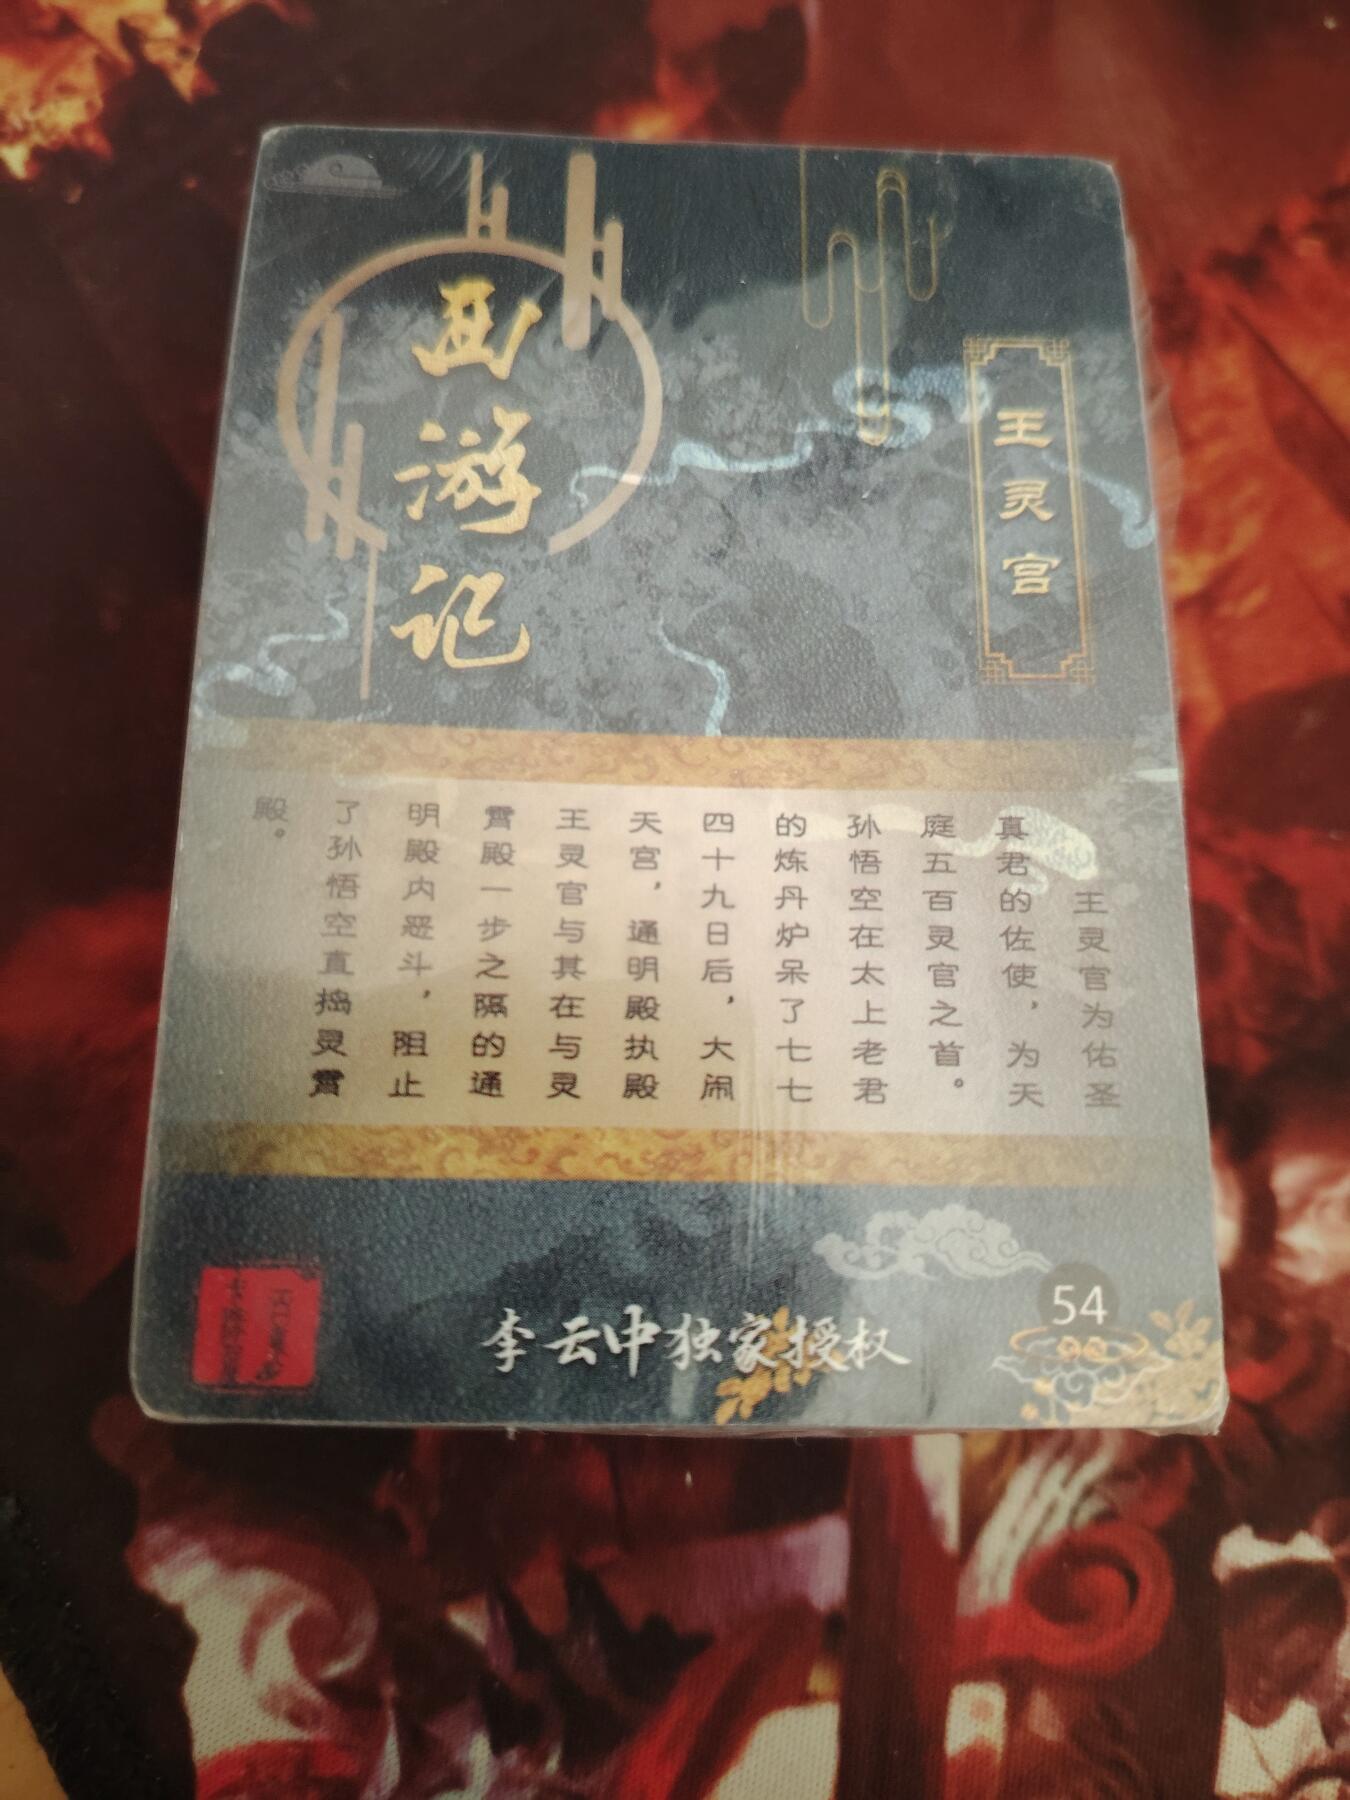 西游记
王灵宫
王灵官为佑圣
真君的佐使，为天
庭五百灵官之首。
孙悟空在太上老君
的炼丹炉呆了七七
四十九日后，大闹
天宫，通明殿执殿
王灵官与其在与灵
霄殿一步之隔的通
明殿内恶斗，阻止
了孙悟空直捣灵霄
殿。
李云中独家授权
54